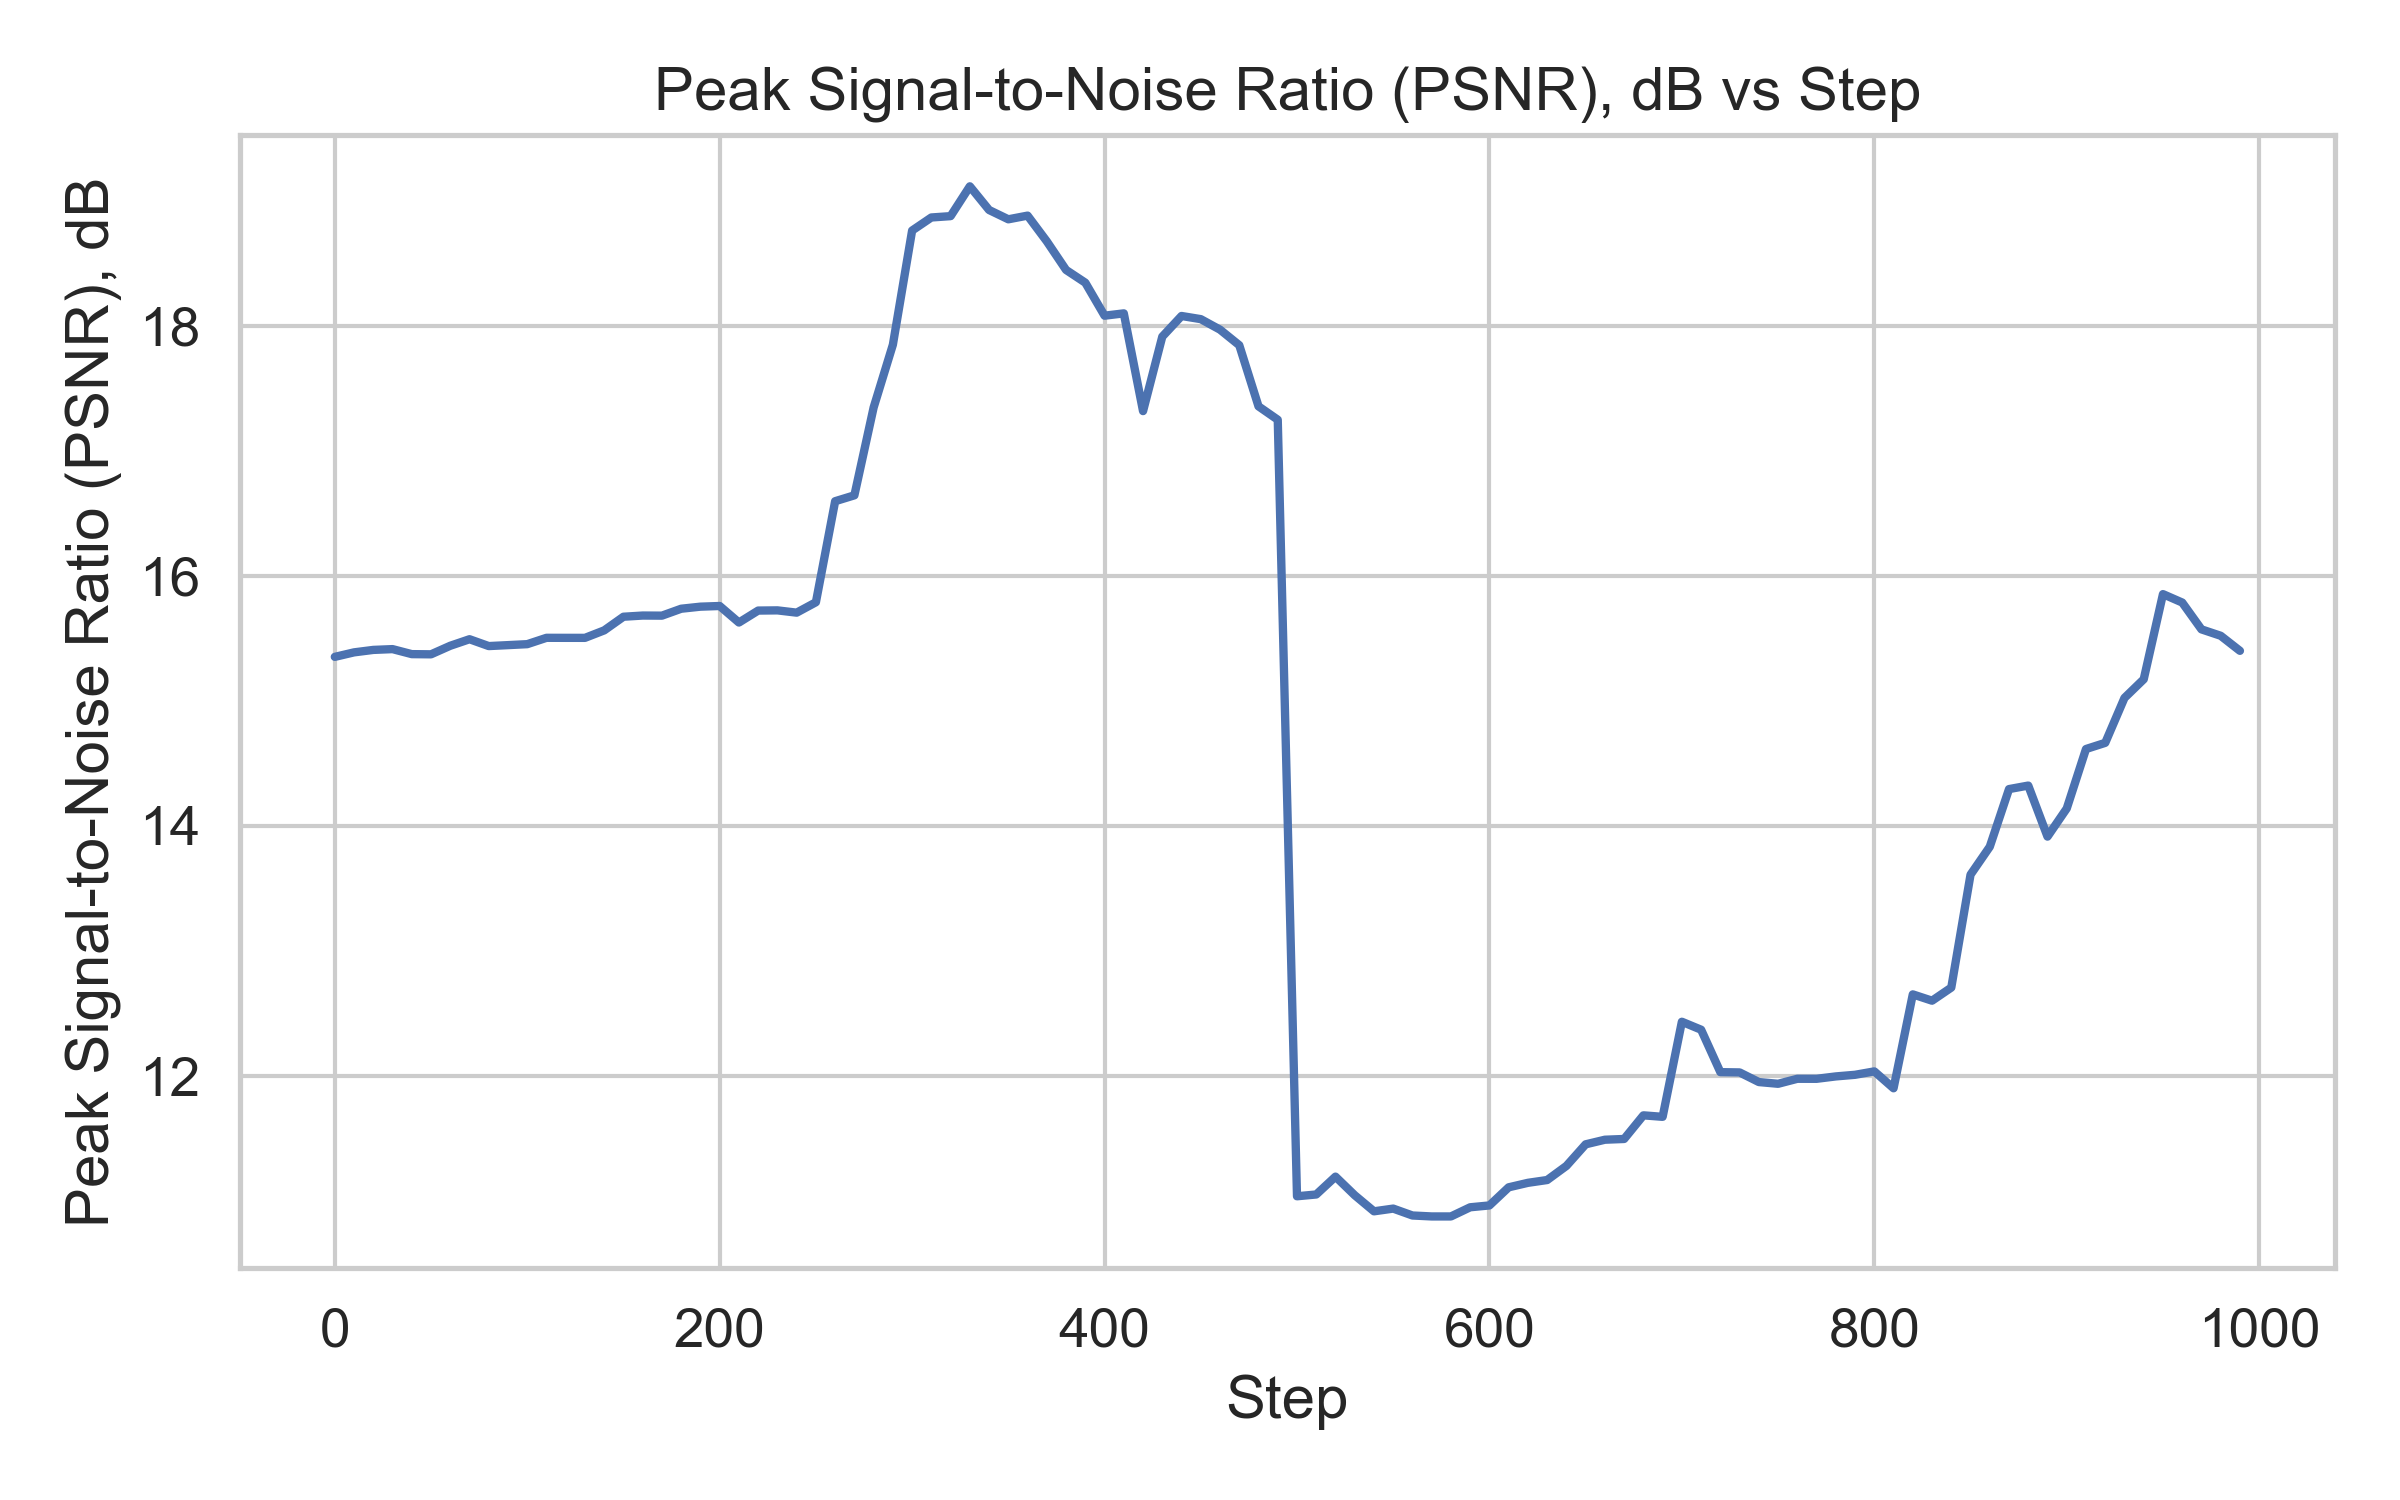 Peak Signal-to-Noise Ratio (PSNR), dB vs Step
Peak Signal-to-Noise Ratio (PSNR), dB
18
16
14
12
0 200 400 600 800 1000
Step